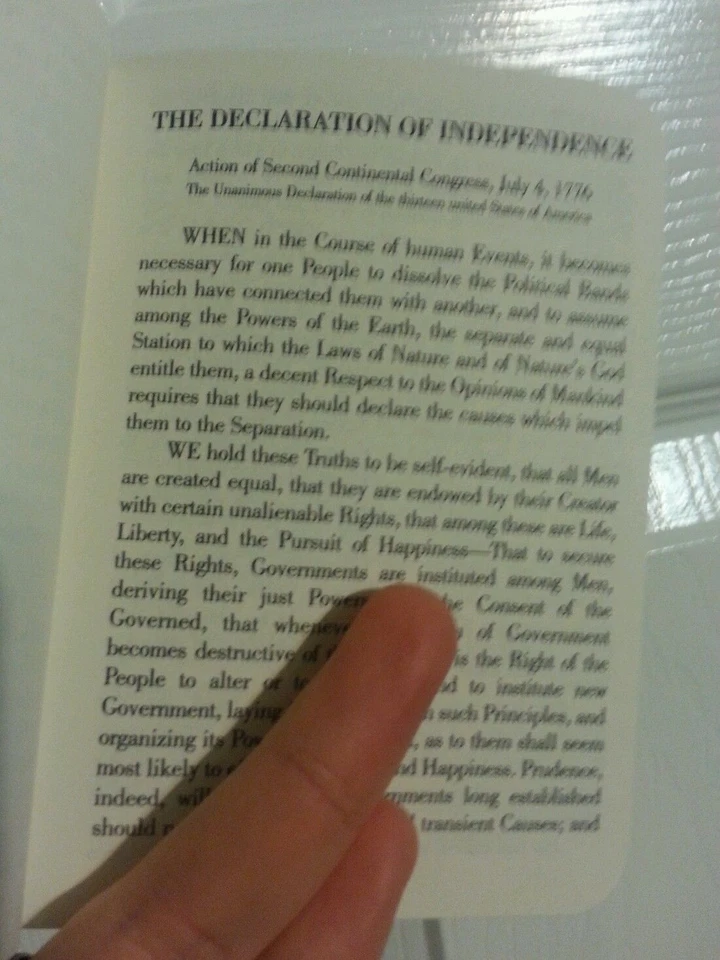 THE DECLARATION OF INDEPENDENCE
Action of Second Continental Congress, July 4, 1776
The Unanimous Declaration of the thirteen united States of America
WHEN in the Course of human Events, it becomes
necessary for one People to dissolve the Political Bands
which have connected them with another, and to assume
among the Powers of the Earth, the separate and equal
Station to which the Laws of Nature and of Nature's God
entitle them, a decent Respect to the Opinions of Mankind
requires that they should declare the causes which impel
them to the Separation.
WE hold these Truths to be self-evident, that all Men
are created equal, that they are endowed by their Creator
with certain unalienable Rights, that among these are Life,
Liberty, and the Pursuit of Happiness—That to secure
these Rights, Governments are instituted among Men,
deriving their just the Consent of the
Governed, that of Government
becomes destructive of is the Right of the
People to alter or to institute new
Government, laying such Principles, and
organizing its as to them shall seem
most likely to Happiness. Prudence,
indeed, long established
should transient Causes; and